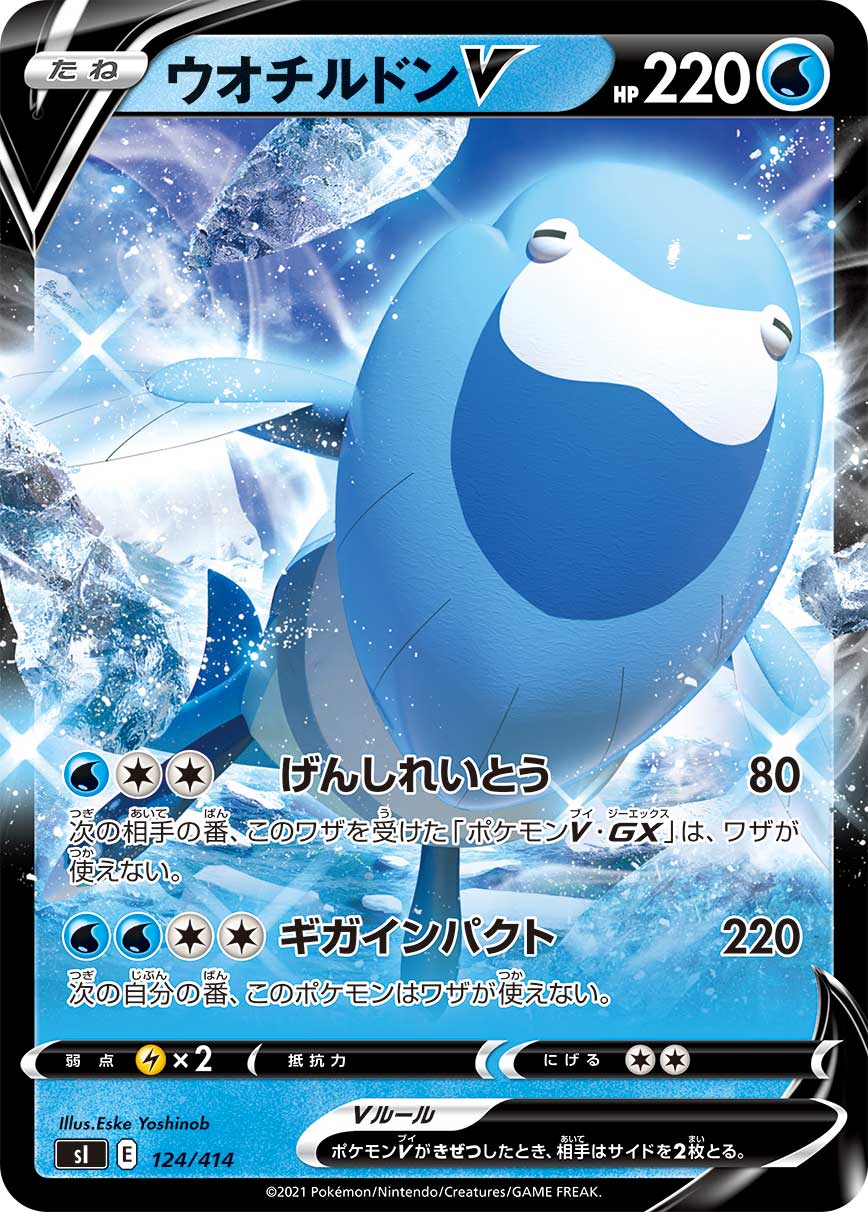 たね ウオチルドンV HP 220
げんしれいとう 80
次の相手の番、このワザを受けた「ポケモンV・GX」は、ワザが
使えない。
ギガインパクト 220
次の自分の番、このポケモンはワザが使えない。
弱点 ×2 抵抗力 にげる
Illus.Eske Yoshinob
Vルール
ポケモンVがきぜつしたとき、相手はサイドを2枚とる。
sI E 124/414
©2021 Pokémon/Nintendo/Creatures/GAME FREAK.